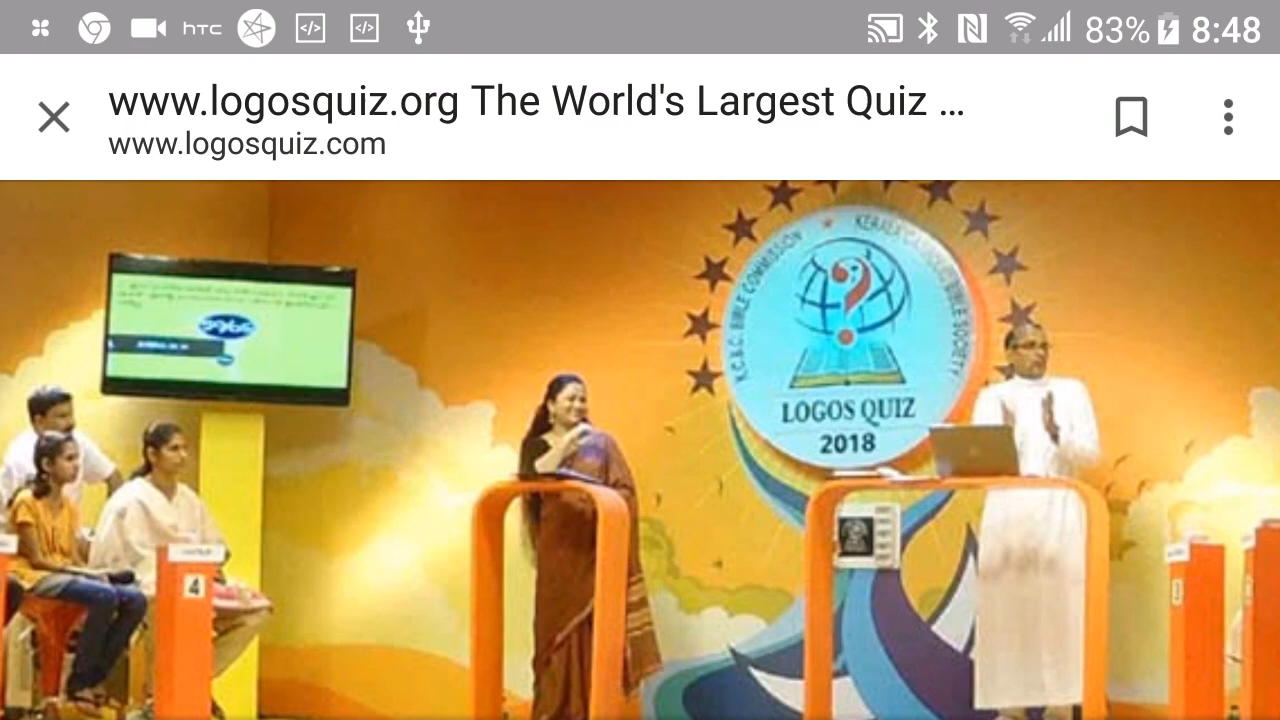 hTC 83% 8:48
www.logosquiz.org The World's Largest Quiz ...
www.logosquiz.com
K.C.B.C. BIBLE COMMISSION
KERALA CATHOLIC BIBLE SOCIETY
?
LOGOS QUIZ
2018
4